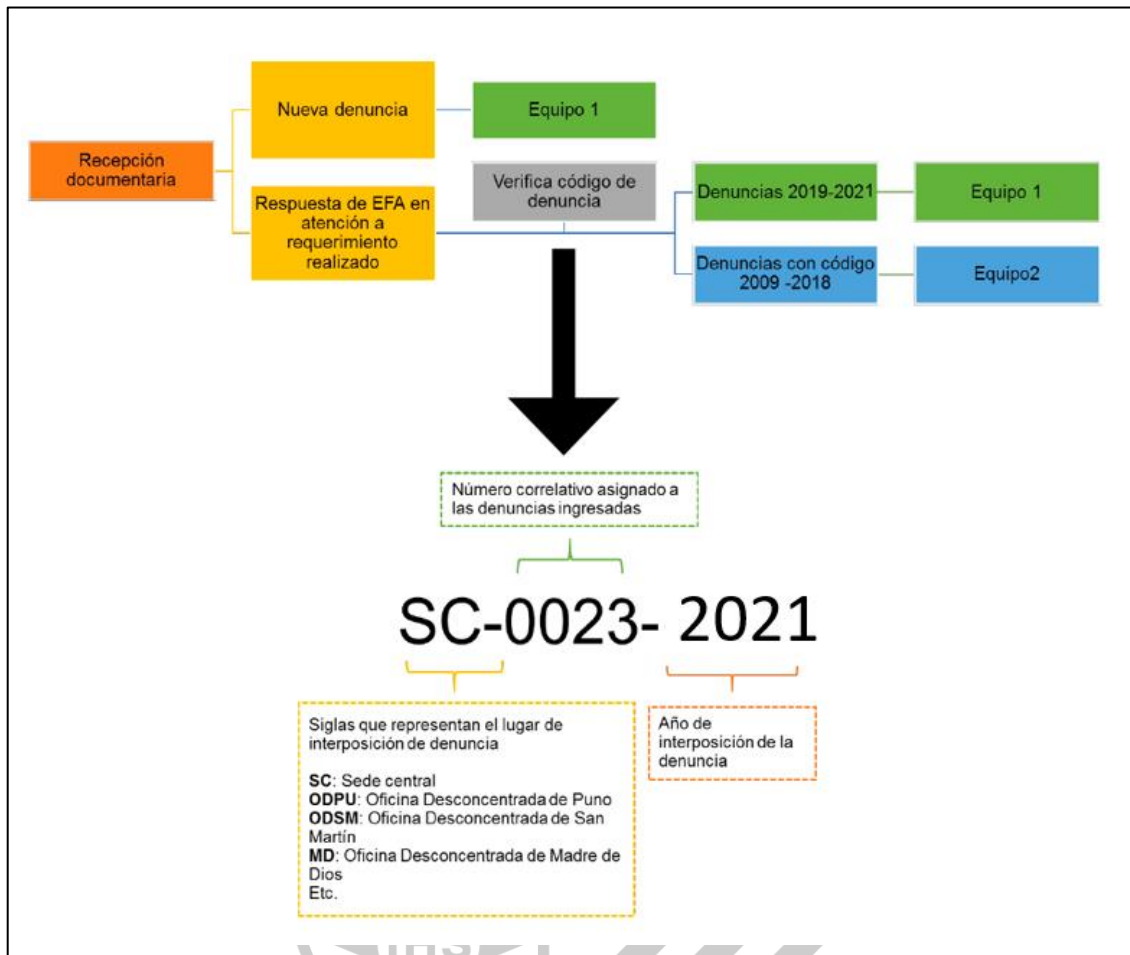 Nueva denuncia
Equipo 1
Recepción
documentaria
Verifica código de
denuncia
Respuesta de EFA en
atención a
requerimiento
realizado
Denuncias 2019-2021
Equipo 1
Denuncias con código
2009 -2018
Equipo2
Número correlativo asignado a
las denuncias ingresadas
SC-0023- 2021
Siglas que representan el lugar de
interposición de denuncia
SC: Sede central
ODPU: Oficina Desconcentrada de Puno
ODSM: Oficina Desconcentrada de San
Martín
MD: Oficina Desconcentrada de Madre de
Dios
Etc.
Año de
interposición de la
denuncia